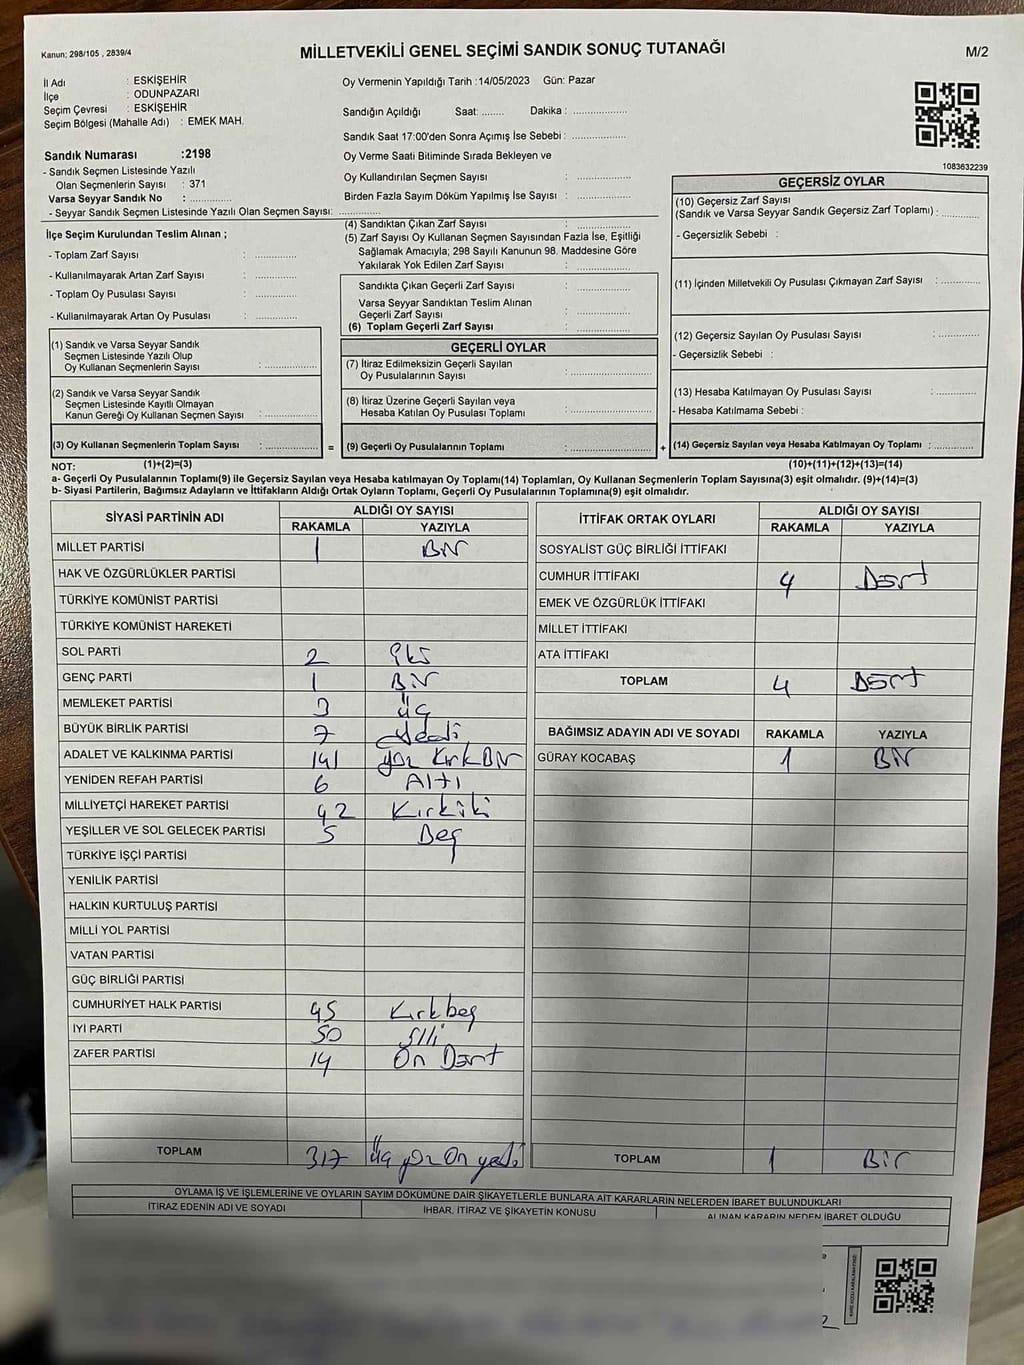 Kanun: 298/105 , 2839/4
MİLLETVEKİLİ GENEL SEÇİMİ SANDIK SONUÇ TUTANAĞI
M/2
İl Adı : ESKİŞEHİR
İlçe : ODUNPAZARI
Seçim Çevresi : ESKİŞEHİR
Seçim Bölgesi (Mahalle Adı) : EMEK MAH.
Sandık Numarası :2198
- Sandık Seçmen Listesinde Yazılı
Olan Seçmenlerin Sayısı : 371
Varsa Seyyar Sandık No : ..............
- Seyyar Sandık Seçmen Listesinde Yazılı Olan Seçmen Sayısı: ..............
Oy Vermenin Yapıldığı Tarih :14/05/2023 Gün: Pazar
Sandığın Açıldığı Saat: ........ Dakika : ..................
Sandık Saat 17:00'den Sonra Açımış İse Sebebi : ..................
Oy Verme Saati Bitiminde Sırada Bekleyen ve
Oy Kullandırılan Seçmen Sayısı : ..................
Birden Fazla Sayım Döküm Yapılmış İse Sayısı : ..................
1083632239
İlçe Seçim Kurulundan Teslim Alınan ;
- Toplam Zarf Sayısı : ..............
- Kullanılmayarak Artan Zarf Sayısı : ..............
- Toplam Oy Pusulası Sayısı : ..............
- Kullanılmayarak Artan Oy Pusulası : ..............
(4) Sandıktan Çıkan Zarf Sayısı : ..................
(5) Zarf Sayısı Oy Kullanan Seçmen Sayısından Fazla İse, Eşitliği
Sağlamak Amacıyla; 298 Sayılı Kanunun 98. Maddesine Göre
Yakılarak Yok Edilen Zarf Sayısı : ..................
Sandıkta Çıkan Geçerli Zarf Sayısı : ..................
Varsa Seyyar Sandıktan Teslim Alınan
Geçerli Zarf Sayısı : ..................
(6) Toplam Geçerli Zarf Sayısı : ..................
GEÇERSİZ OYLAR
(10) Geçersiz Zarf Sayısı
(Sandık ve Varsa Seyyar Sandık Geçersiz Zarf Toplamı) : ............
- Geçersizlik Sebebi :
(11) İçinden Milletvekili Oy Pusulası Çıkmayan Zarf Sayısı : ............
(12) Geçersiz Sayılan Oy Pusulası Sayısı : ............
- Geçersizlik Sebebi :
(13) Hesaba Katılmayan Oy Pusulası Sayısı : ............
- Hesaba Katılmama Sebebi :
(1) Sandık ve Varsa Seyyar Sandık
Seçmen Listesinde Yazılı Olup
Oy Kullanan Seçmenlerin Sayısı : ..............
(2) Sandık ve Varsa Seyyar Sandık
Seçmen Listesinde Kayıtlı Olmayan
Kanun Gereği Oy Kullanan Seçmen Sayısı : ..............
GEÇERLİ OYLAR
(7) İtiraz Edilmeksizin Geçerli Sayılan
Oy Pusulalarının Sayısı : ..................
(8) İtiraz Üzerine Geçerli Sayılan veya
Hesaba Katılan Oy Pusulası Toplamı : ..................
(3) Oy Kullanan Seçmenlerin Toplam Sayısı : .............. = (9) Geçerli Oy Pusulalarının Toplamı : .................. + (14) Geçersiz Sayılan veya Hesaba Katılmayan Oy Toplamı : ............
NOT: (1)+(2)=(3) (10)+(11)+(12)+(13)=(14)
a- Geçerli Oy Pusulalarının Toplamı(9) ile Geçersiz Sayılan veya Hesaba katılmayan Oy Toplamı(14) Toplamları, Oy Kullanan Seçmenlerin Toplam Sayısına(3) eşit olmalıdır. (9)+(14)=(3)
b- Siyasi Partilerin, Bağımsız Adayların ve İttifakların Aldığı Ortak Oyların Toplamı, Geçerli Oy Pusulalarının Toplamına(9) eşit olmalıdır.
SİYASİ PARTİNİN ADI ALDIĞI OY SAYISI
RAKAMLA YAZIYLA
MİLLET PARTİSİ 1 Bir
HAK VE ÖZGÜRLÜKLER PARTİSİ
TÜRKİYE KOMÜNİST PARTİSİ
TÜRKİYE KOMÜNİST HAREKETİ
SOL PARTİ 2 İki
GENÇ PARTİ 1 Bir
MEMLEKET PARTİSİ 3 Üç
BÜYÜK BİRLİK PARTİSİ 7 Yedi
ADALET VE KALKINMA PARTİSİ 141 yüz Kırk Bir
YENİDEN REFAH PARTİSİ 6 Altı
MİLLİYETÇİ HAREKET PARTİSİ 42 Kırkiki
YEŞİLLER VE SOL GELECEK PARTİSİ 5 Beş
TÜRKİYE İŞÇİ PARTİSİ
YENİLİK PARTİSİ
HALKIN KURTULUŞ PARTİSİ
MİLLİ YOL PARTİSİ
VATAN PARTİSİ
GÜÇ BİRLİĞİ PARTİSİ
CUMHURİYET HALK PARTİSİ 45 Kırkbeş
İYİ PARTİ 50 Elli
ZAFER PARTİSİ 14 On Dört
TOPLAM 317 Üç yüz On yedi
İTTİFAK ORTAK OYLARI ALDIĞI OY SAYISI
RAKAMLA YAZIYLA
SOSYALİST GÜÇ BİRLİĞİ İTTİFAKI
CUMHUR İTTİFAKI 4 Dört
EMEK VE ÖZGÜRLÜK İTTİFAKI
MİLLET İTTİFAKI
ATA İTTİFAKI
TOPLAM 4 Dört
BAĞIMSIZ ADAYIN ADI VE SOYADI RAKAMLA YAZIYLA
GÜRAY KOCABAŞ 1 Bir
TOPLAM 1 Bir
OYLAMA İŞ VE İŞLEMLERİNE VE OYLARIN SAYIM DÖKÜMÜNE DAİR ŞİKAYETLERLE BUNLARA AİT KARARLARIN NELERDEN İBARET BULUNDUKLARI
İTİRAZ EDENİN ADI VE SOYADI İHBAR, İTİRAZ VE ŞİKAYETİN KONUSU ALINAN KARARIN NEDEN İBARET OLDUĞU